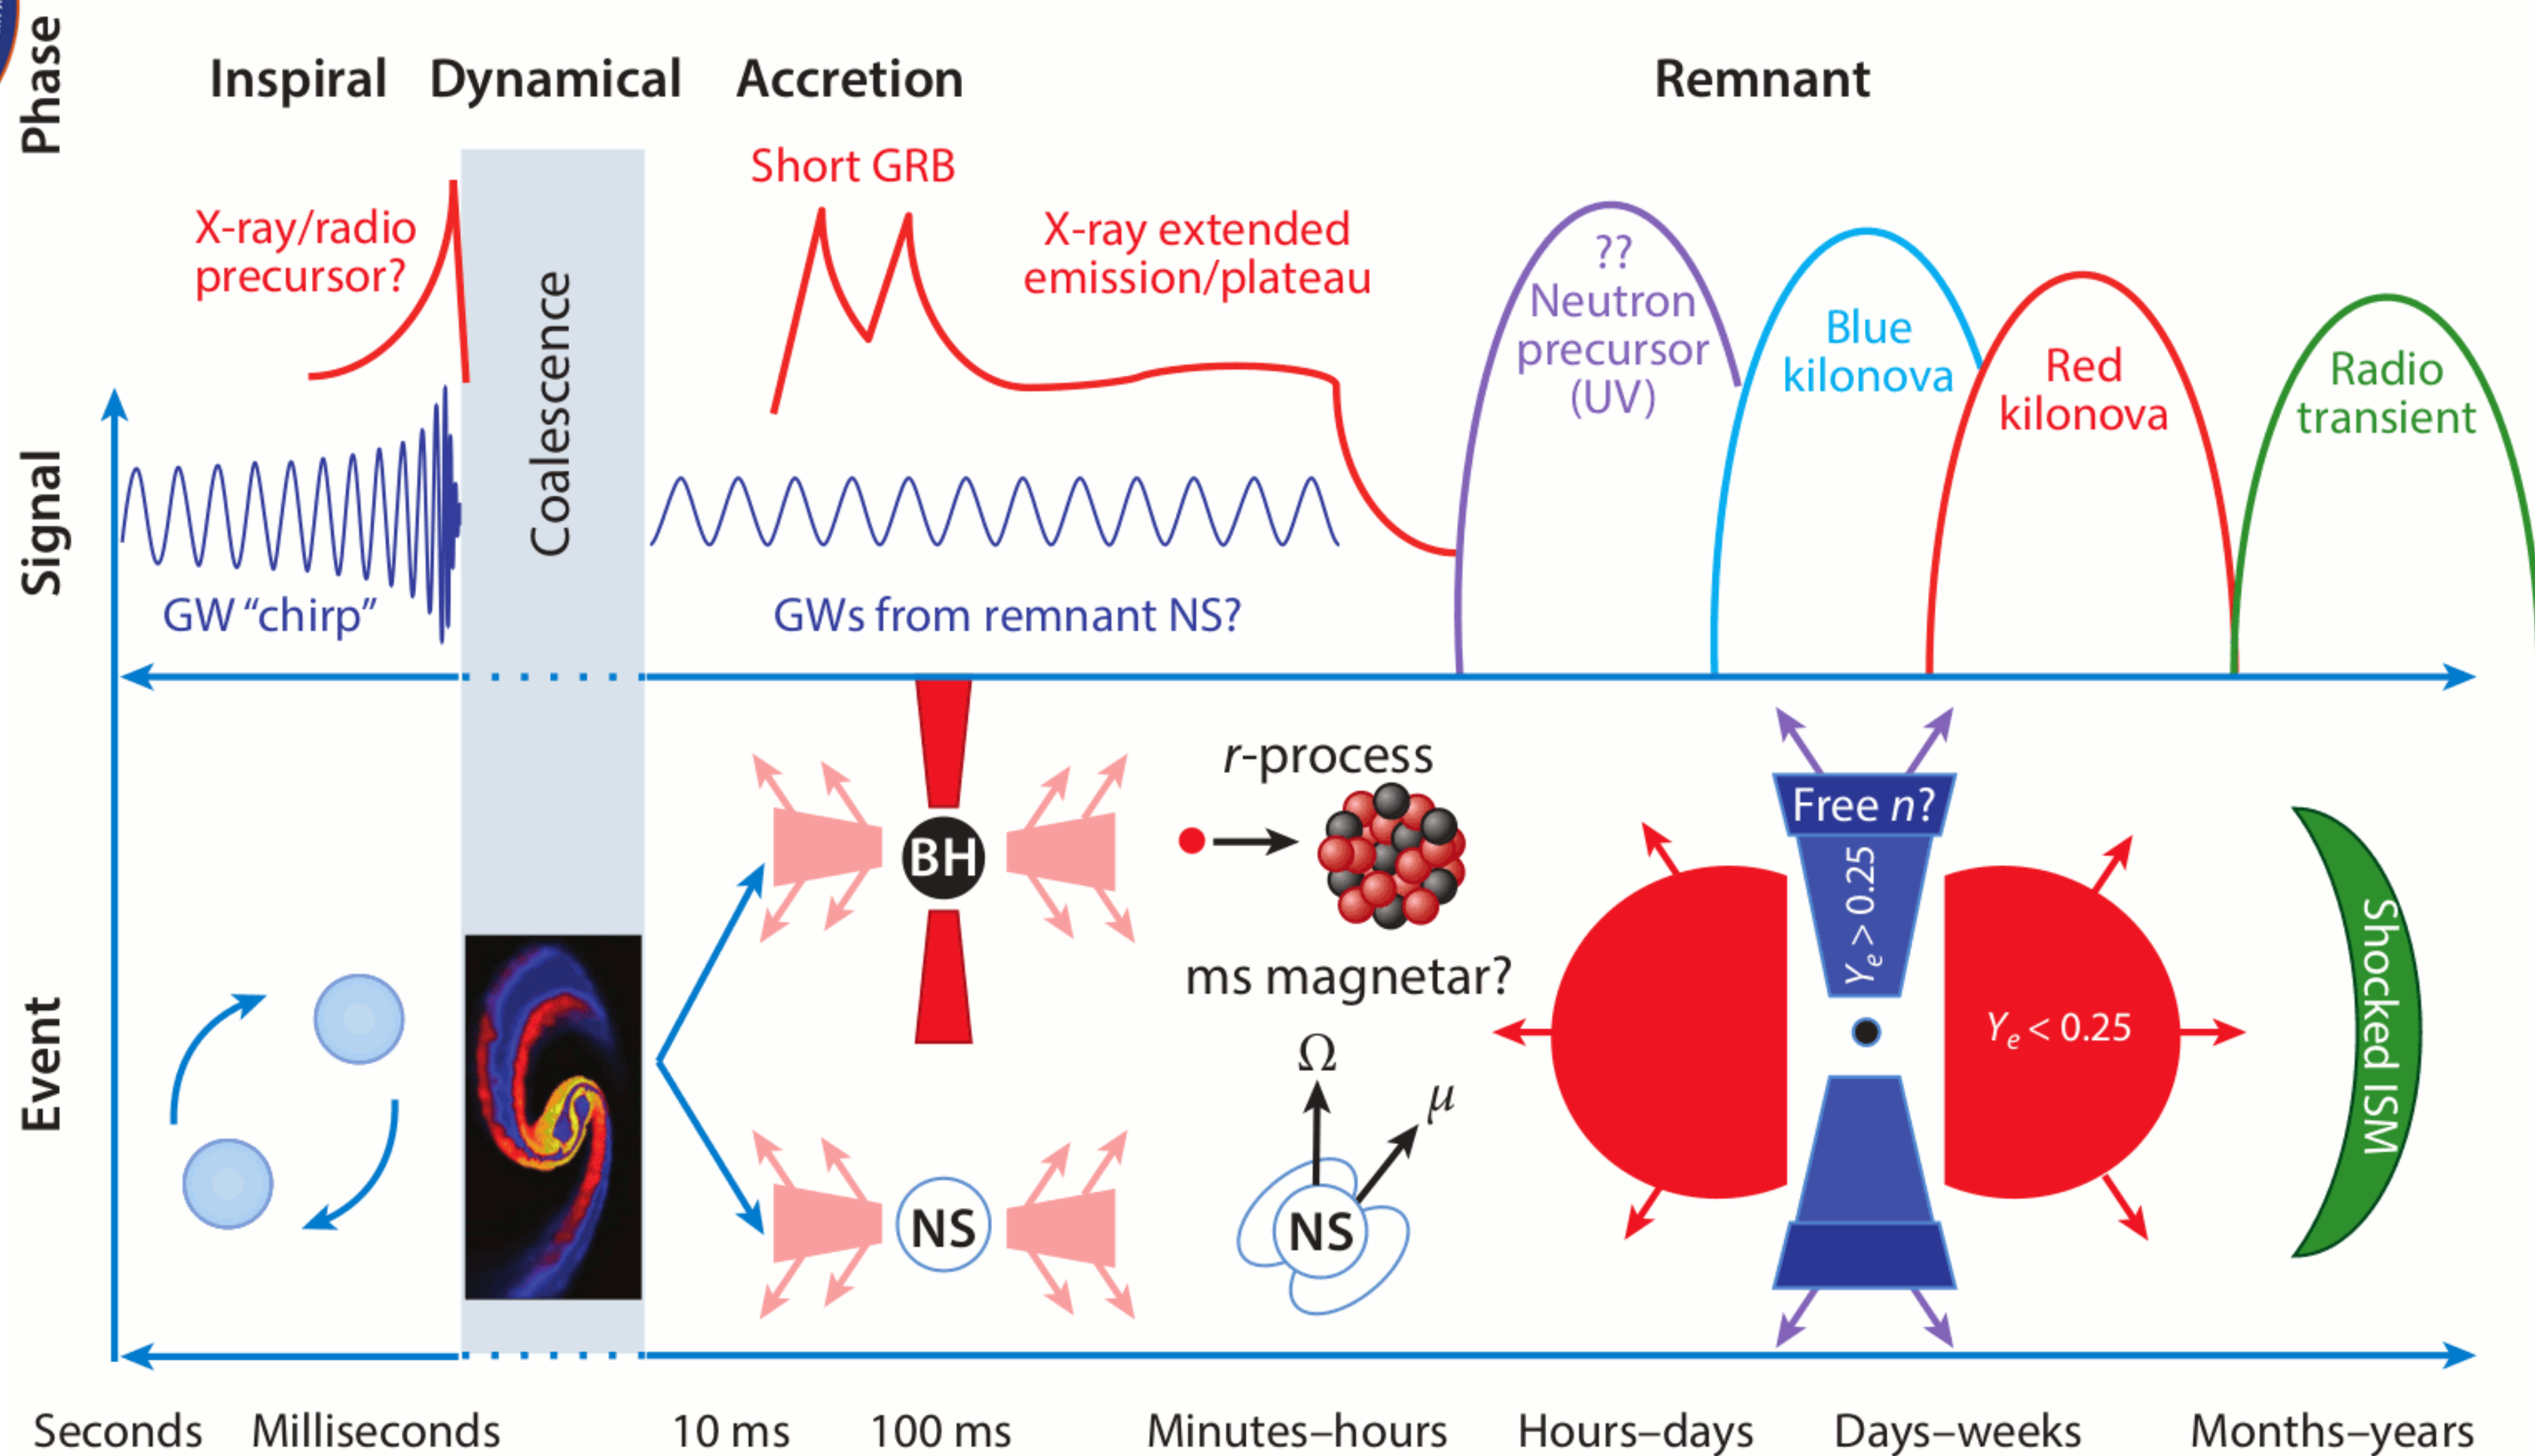 Phase
Inspiral
Dynamical
Accretion
Remnant
Signal
X-ray/radio
precursor?
GW “chirp”
Coalescence
Short GRB
X-ray extended
emission/plateau
GWs from remnant NS?
??
Neutron
precursor
(UV)
Blue
kilonova
Red
kilonova
Radio
transient
Event
BH
NS
r-process
ms magnetar?
Ω
μ
NS
Free n?
Ye > 0.25
Ye < 0.25
Shocked ISM
Seconds
Milliseconds
10 ms
100 ms
Minutes–hours
Hours–days
Days–weeks
Months–years